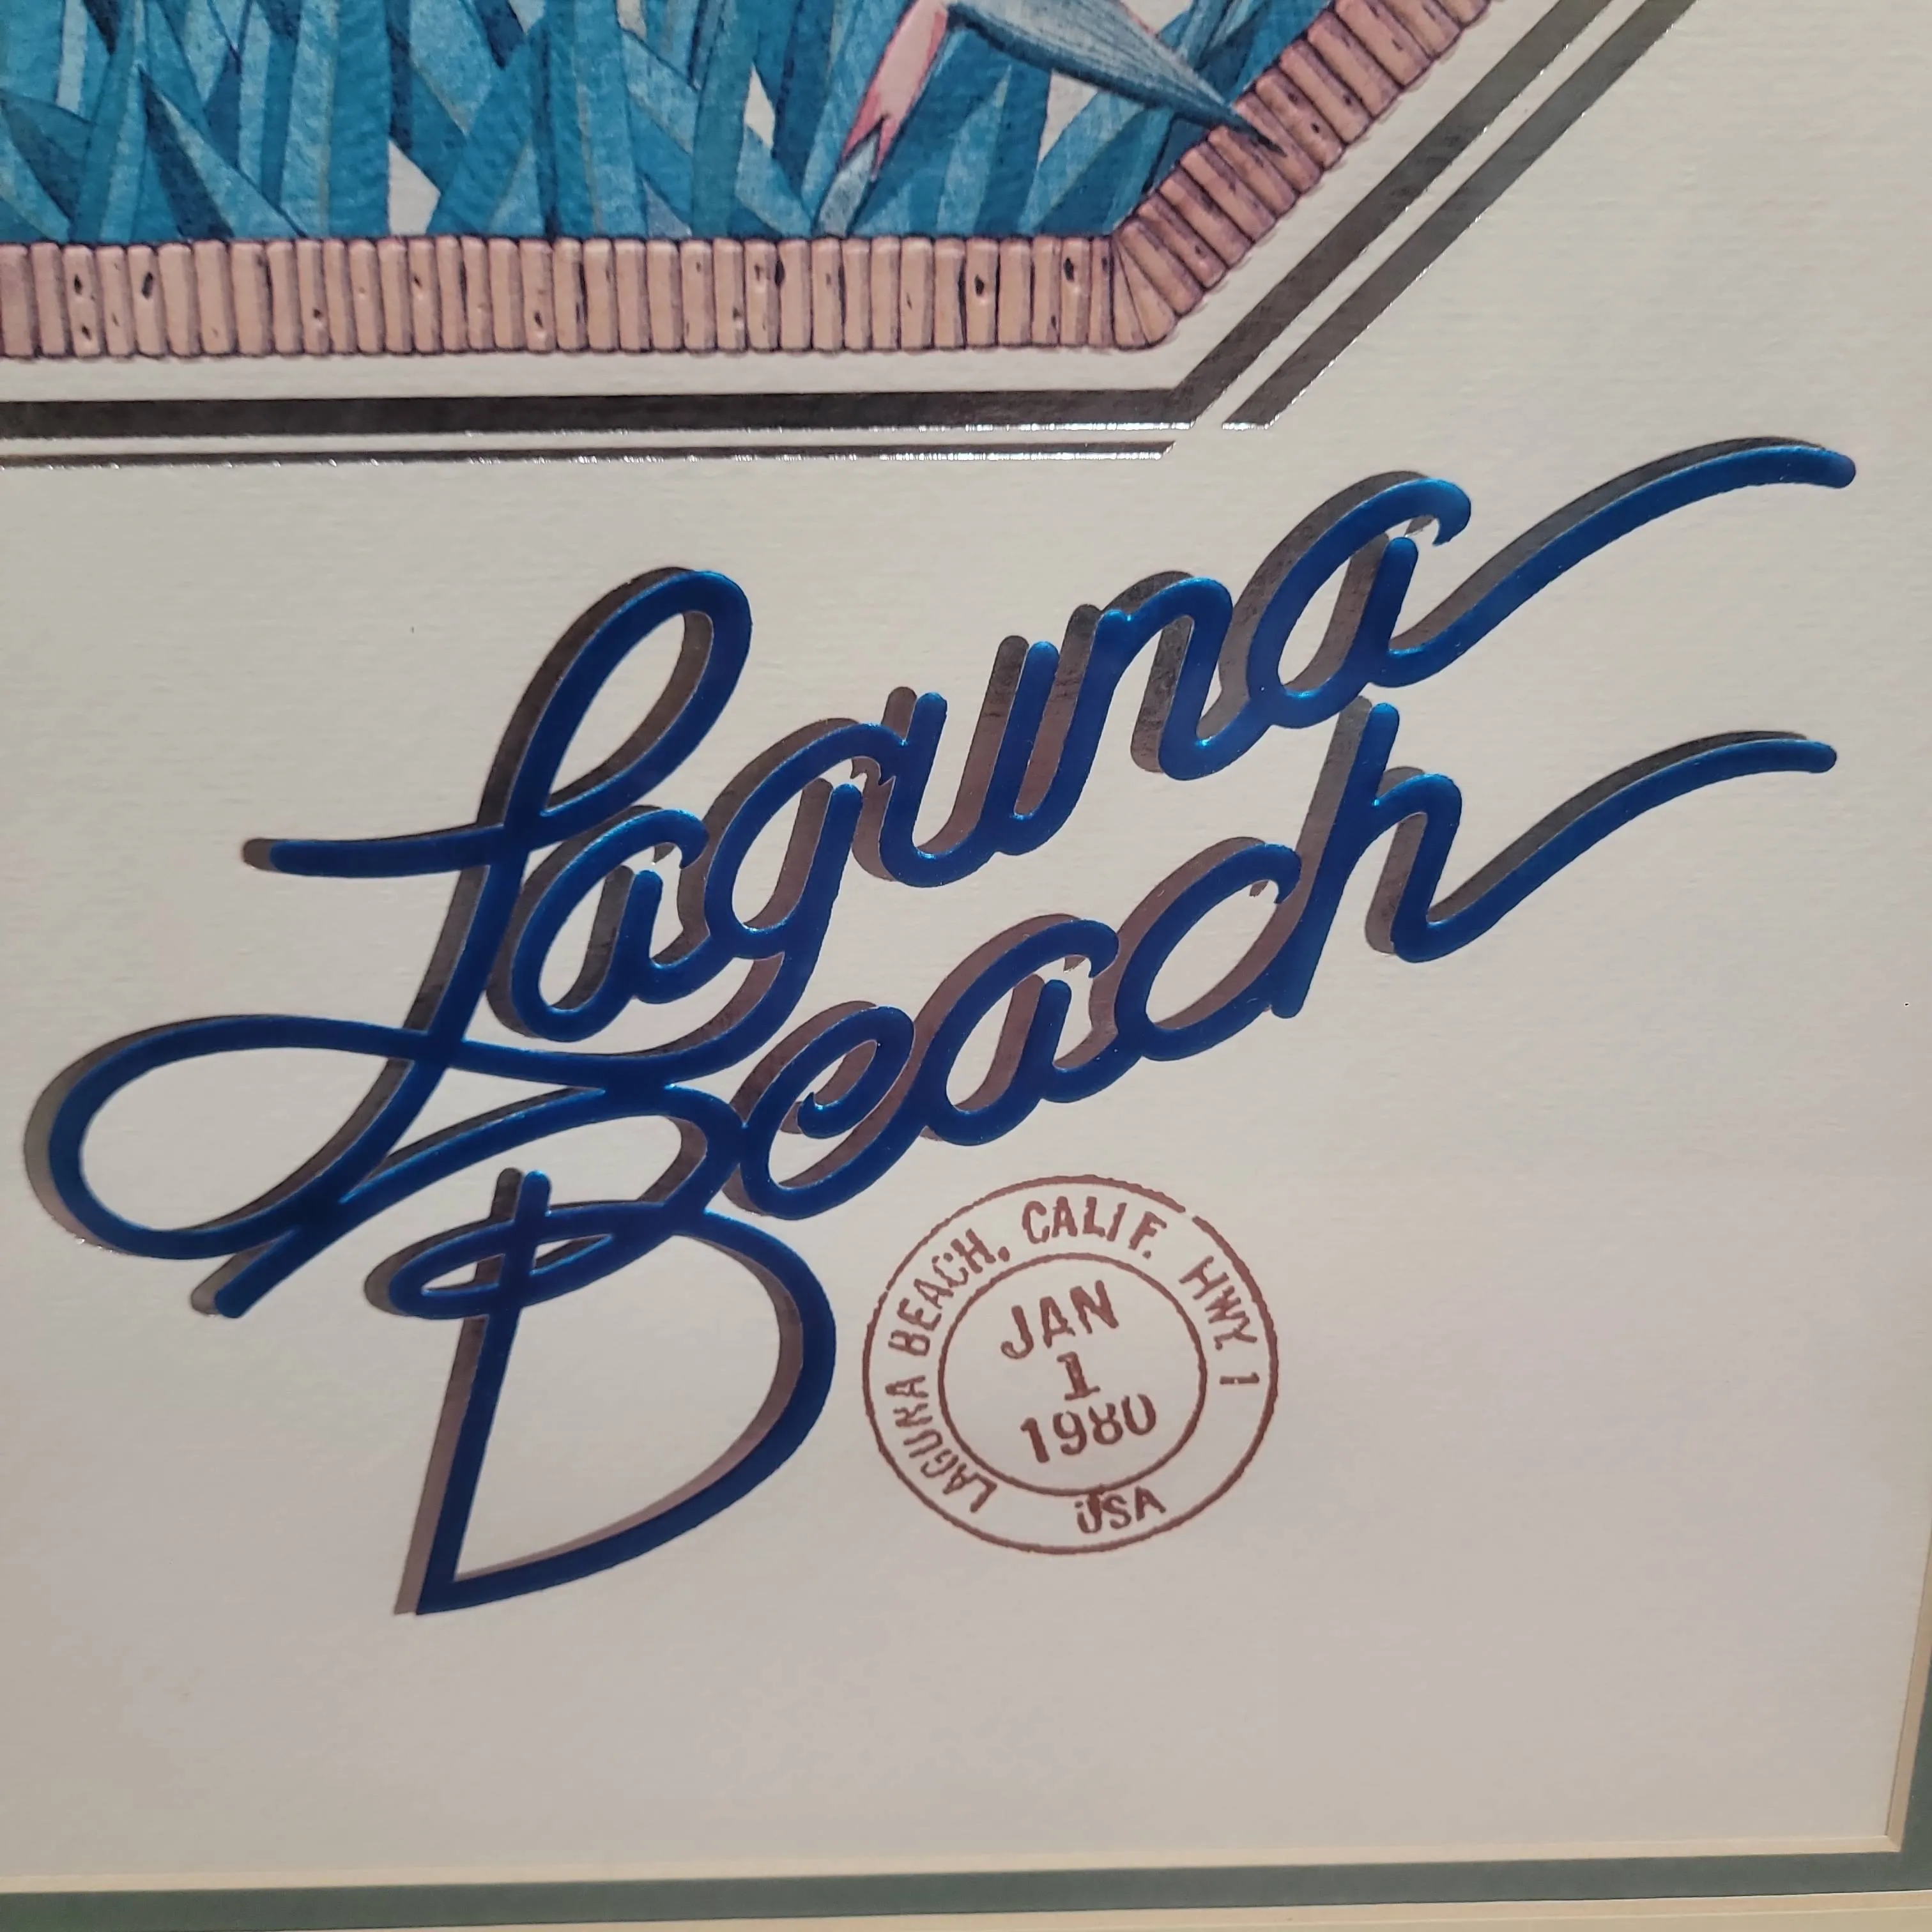 Laguna
Beach
LAGUNA BEACH, CALIF. HWY. 1
JAN
1
1980
USA